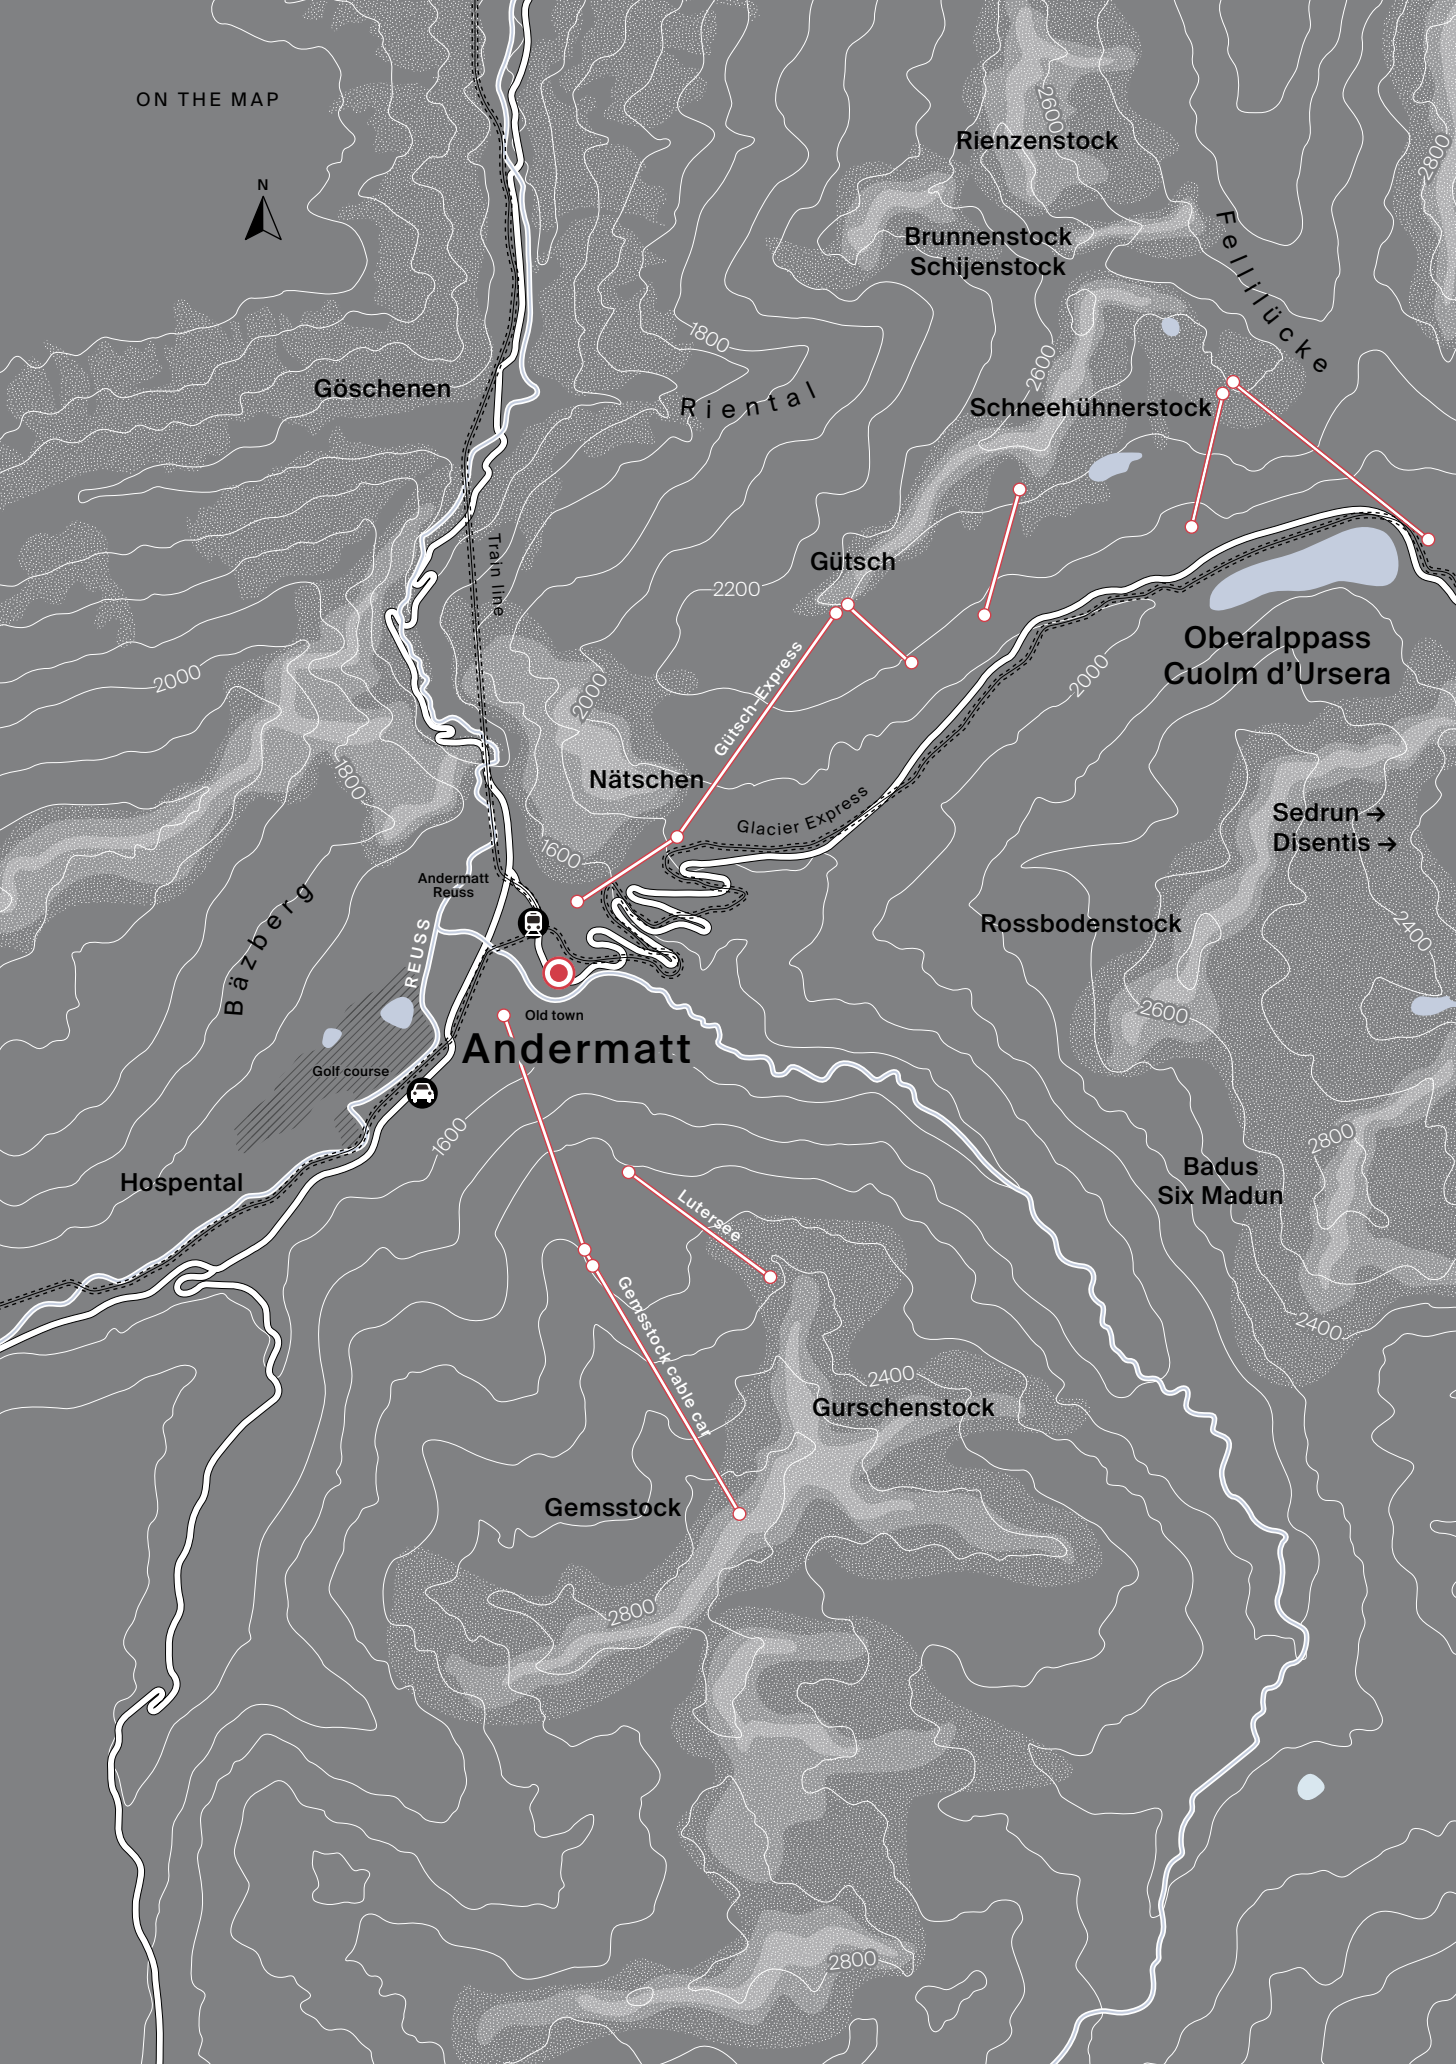 ON THE MAP
N
2600
Rienzenstock
2800
Brunnenstock
Schijenstock
Fellilücke
1800
2600
Göschenen
Riental
Schneehühnerstock
Train line
Gütsch
2200
Oberalppass
Cuolm d’Ursera
2000
2000
2000
Gütsch-Express
Nätschen
1800
Glacier Express
Sedrun →
Disentis →
1600
Andermatt
Reuss
Bäzberg
REUSS
Rossbodenstock
2400
2600
Old town
Andermatt
Golf course
1600
2800
Hospental
Badus
Six Madun
Lutersee
Gemsstock cable car
2400
2400
Gurschenstock
Gemsstock
2800
2800